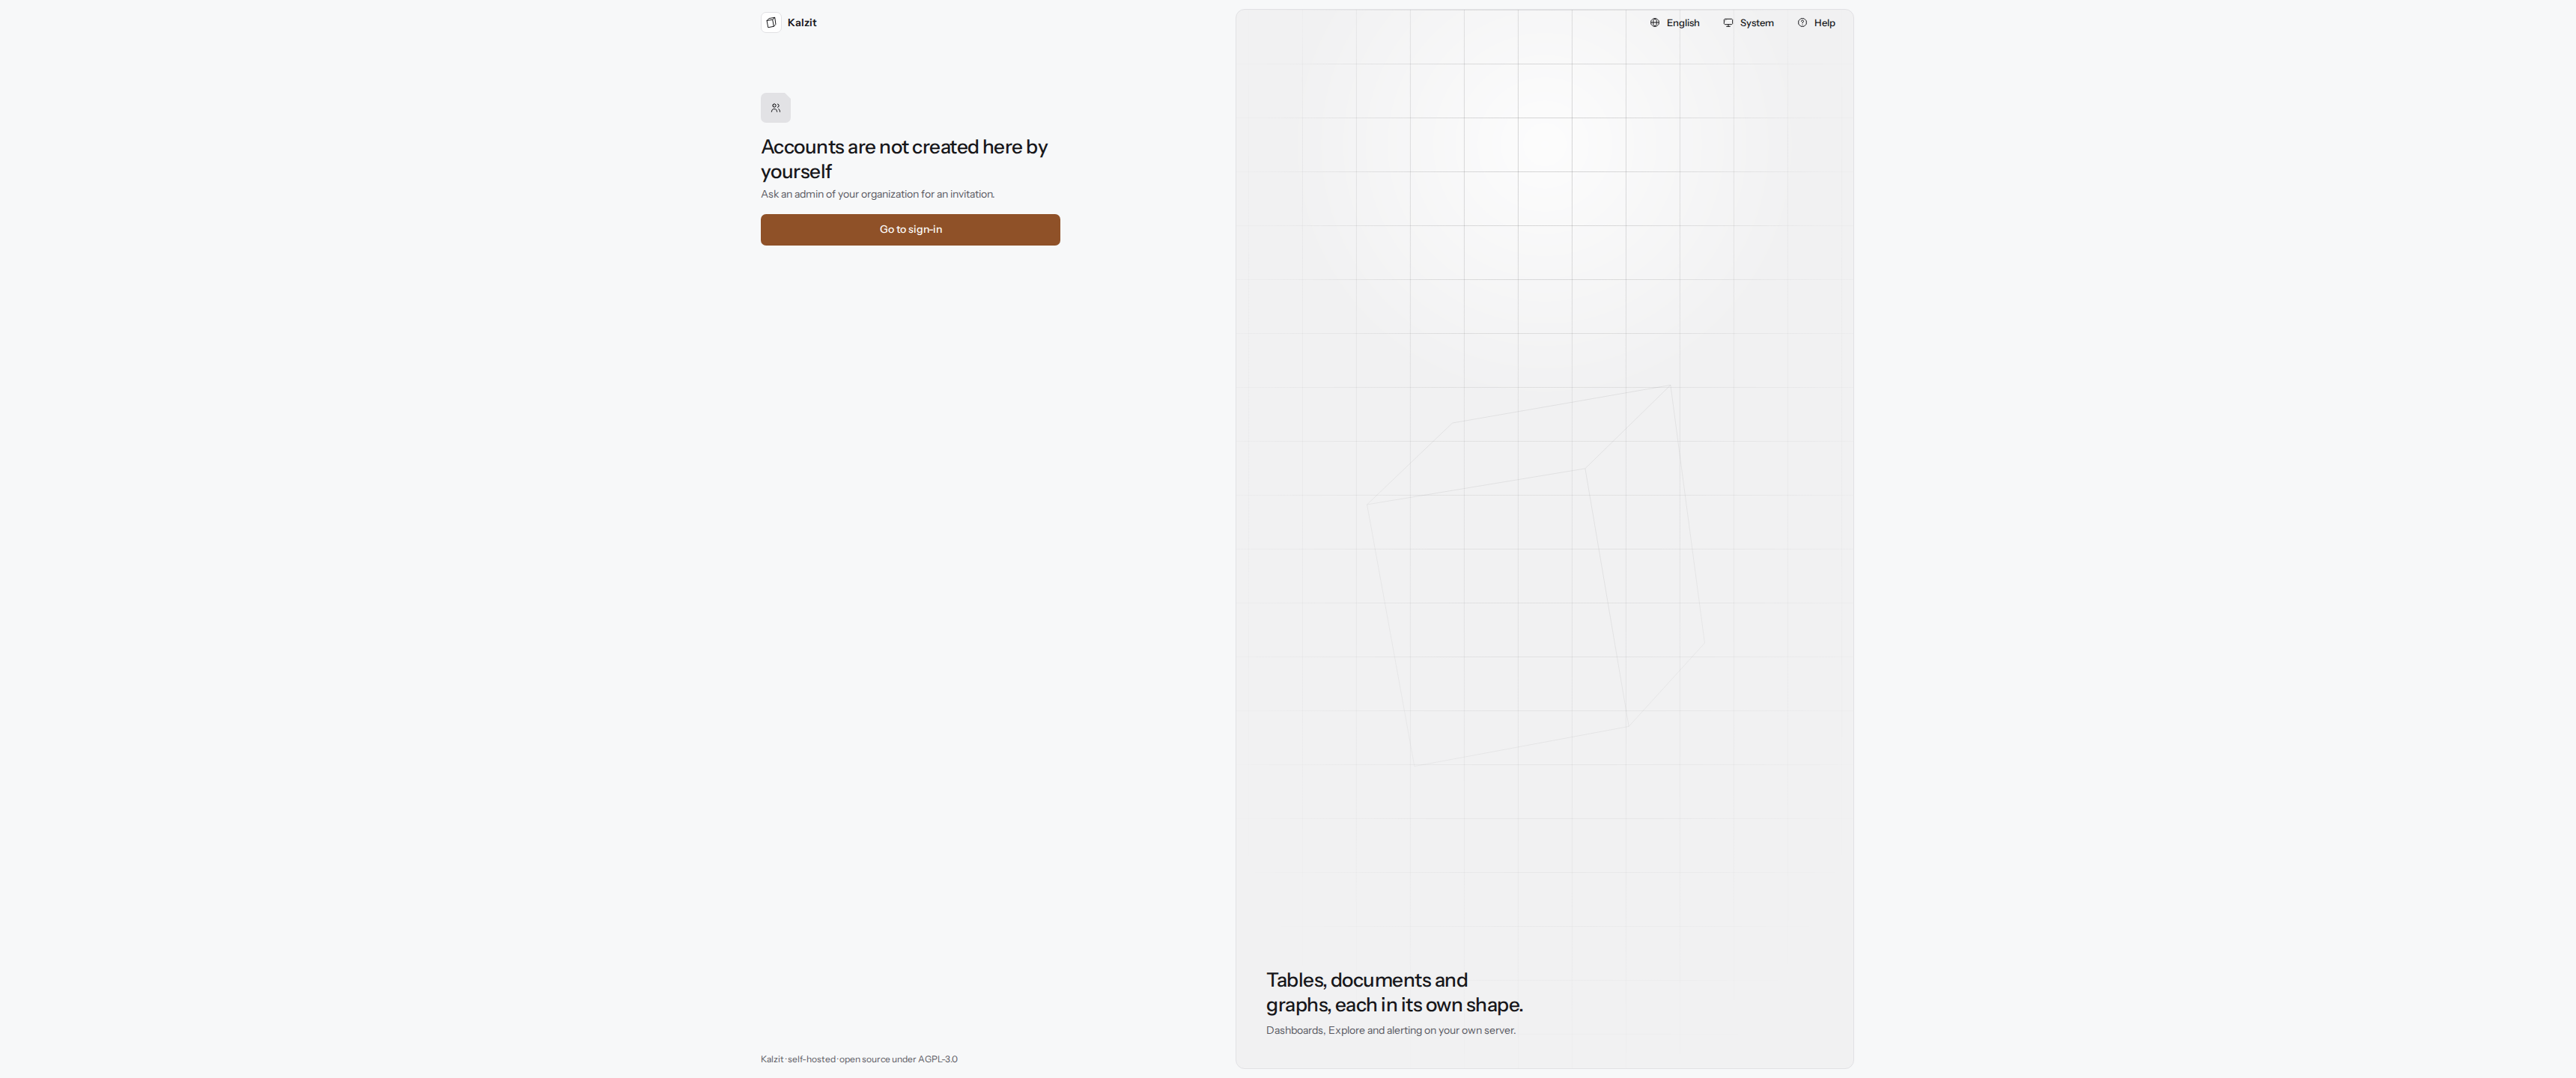 Kalzit
English
System
Help
Accounts are not created here by
yourself
Ask an admin of your organization for an invitation.
Go to sign-in
Tables, documents and
graphs, each in its own shape.
Dashboards, Explore and alerting on your own server.
Kalzit · self-hosted · open source under AGPL-3.0